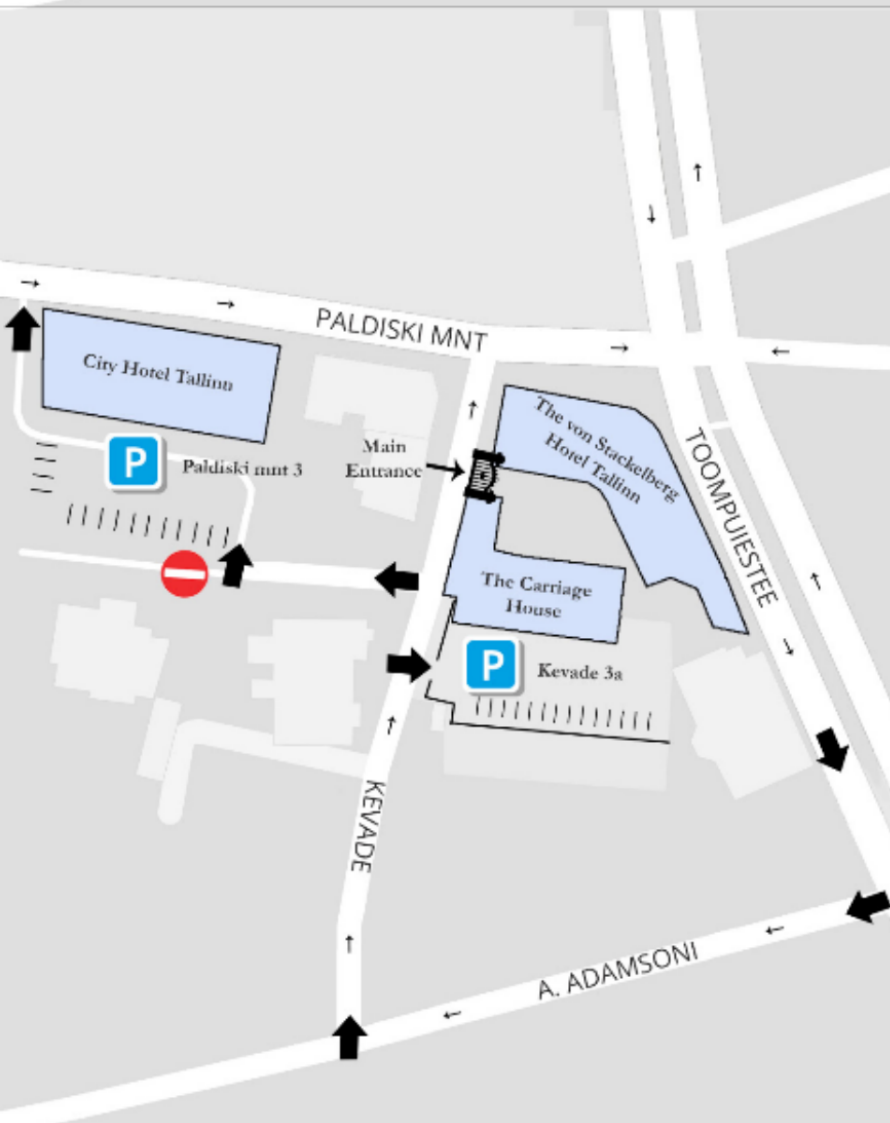 PALDISKI MNT
City Hotel Tallinn
P
Paldiski mnt 3
Main
Entrance
The von Stackelberg
Hotel Tallinn
TOOMPUIESTEE
The Carriage
House
P
Kevade 3a
KEVADE
A. ADAMSONI